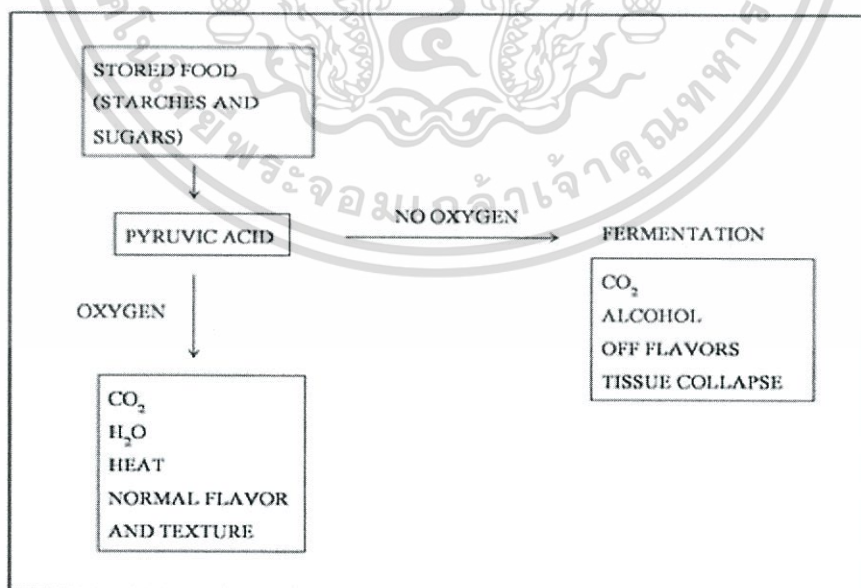 STORED FOOD
(STARCHES AND
SUGARS)
PYRUVIC ACID
NO OXYGEN
FERMENTATION
OXYGEN
CO₂
ALCOHOL
OFF FLAVORS
TISSUE COLLAPSE
CO₂
H₂O
HEAT
NORMAL FLAVOR
AND TEXTURE